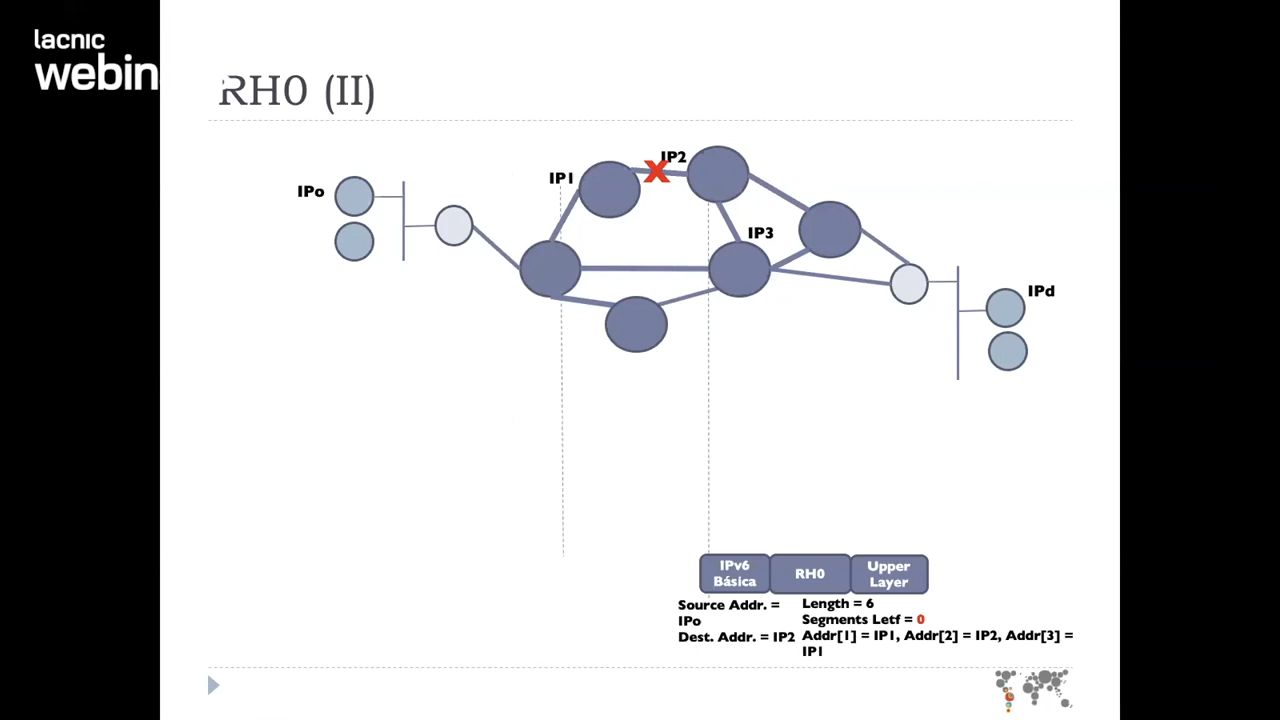 lacnic
webin
RH0 (II)
IP2
IP1
IPo
IP3
IPd
IPv6
Básica
RH0
Upper
Layer
Source Addr. =
IPo
Dest. Addr. = IP2
Length = 6
Segments Letf = 0
Addr[1] = IP1, Addr[2] = IP2, Addr[3] =
IP1